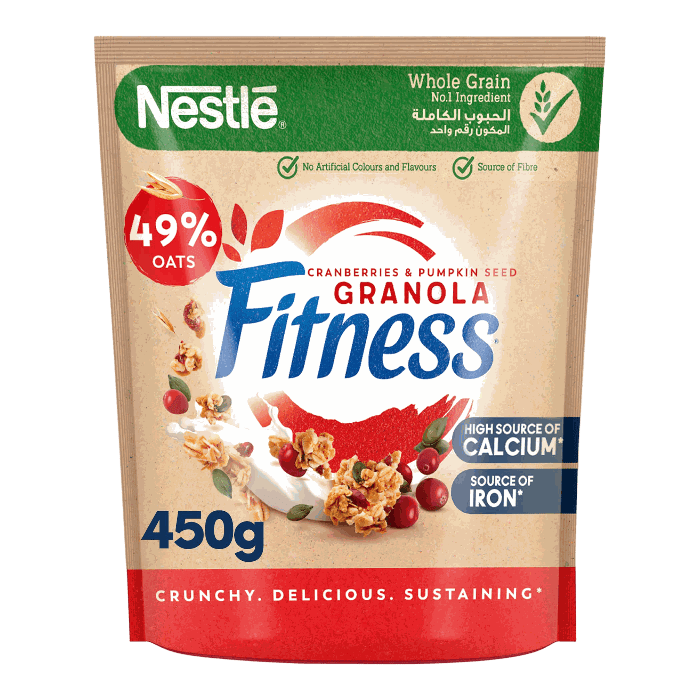 Nestlé®
Whole Grain
No.1 Ingredient
الحبوب الكاملة
المكون رقم واحد
No Artificial Colours and Flavours
Source of Fibre
49%
OATS
CRANBERRIES & PUMPKIN SEED
GRANOLA
Fitness®
HIGH SOURCE OF
CALCIUM*
SOURCE OF
IRON*
450g
CRUNCHY. DELICIOUS. SUSTAINING*